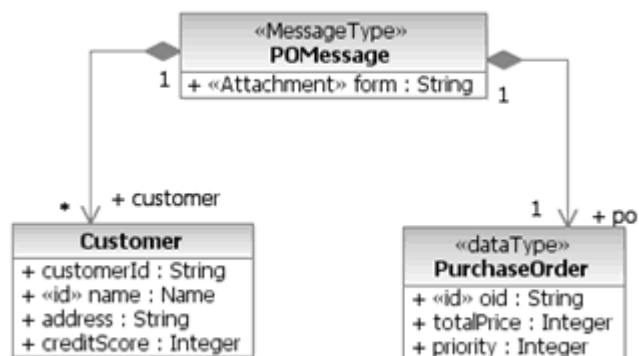 «MessageType»
POMessage
+ «Attachment» form : String
1
1
* + customer
1 + po
Customer
+ customerId : String
+ «id» name : Name
+ address : String
+ creditScore : Integer
«dataType»
PurchaseOrder
+ «id» oid : String
+ totalPrice : Integer
+ priority : Integer